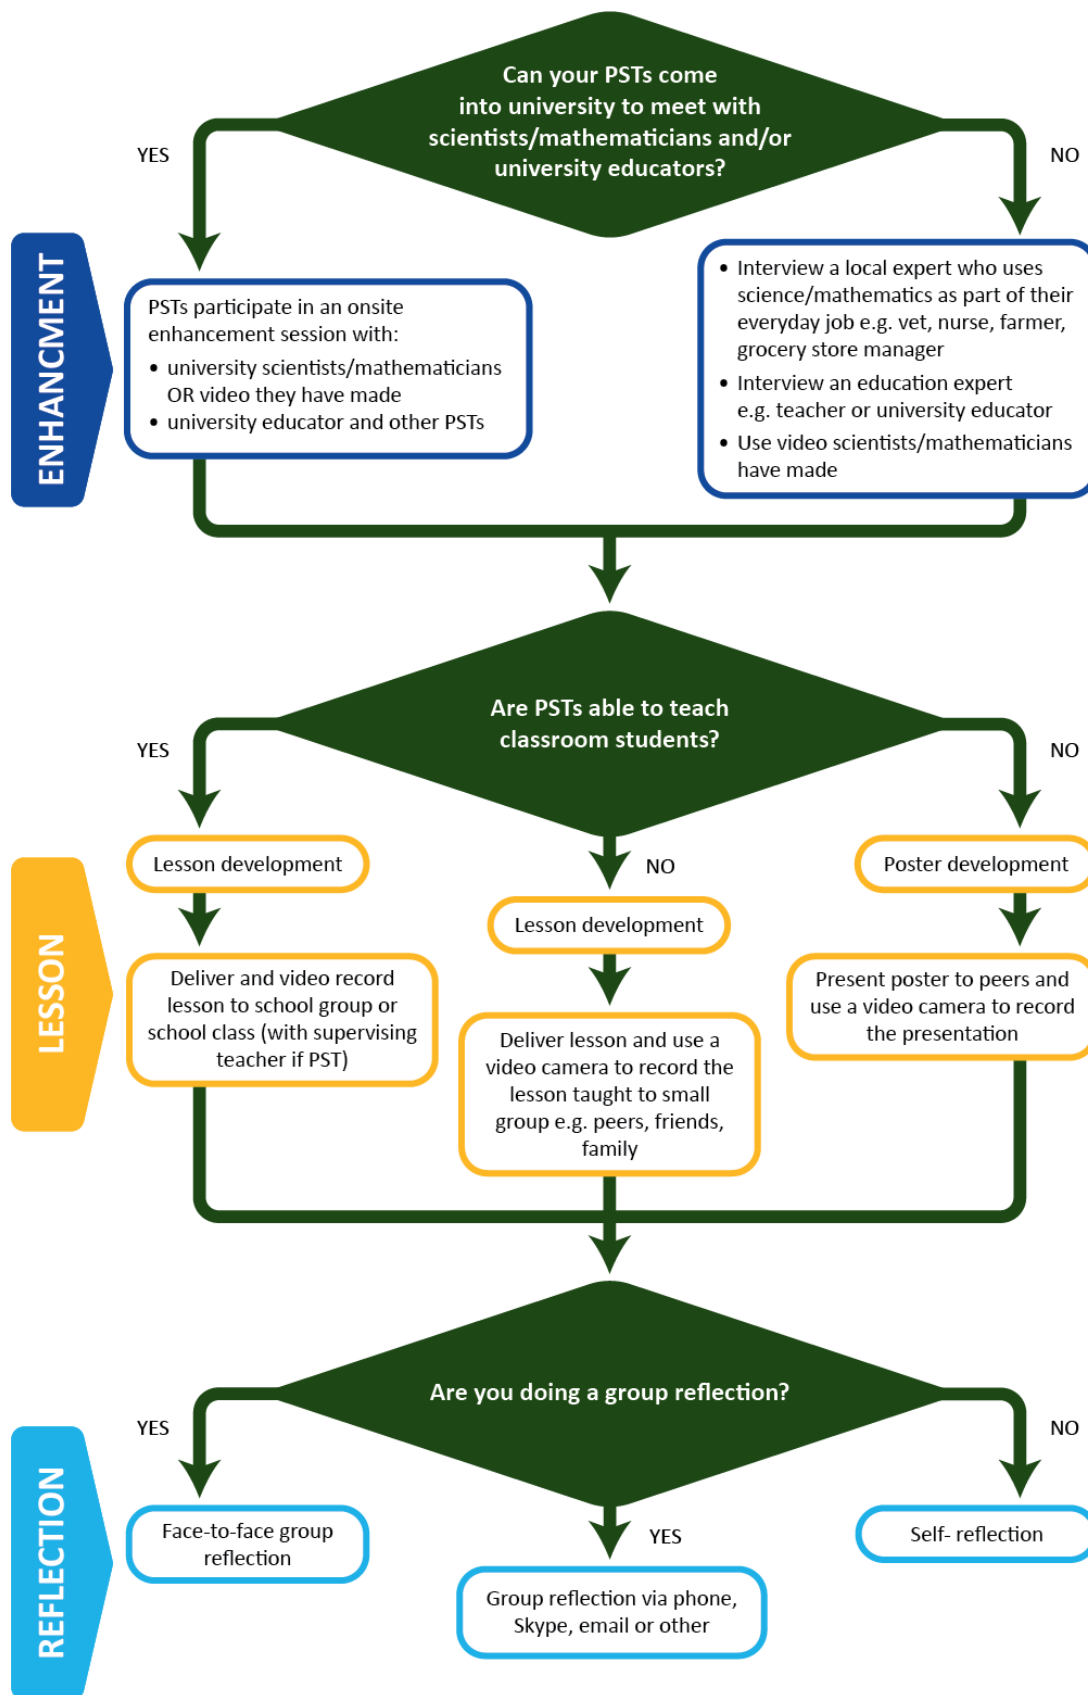 Can your PSTs come
into university to meet with
scientists/mathematicians and/or
university educators?
YES
NO
ENHANCMENT
PSTs participate in an onsite
enhancement session with:
• university scientists/mathematicians
OR video they have made
• university educator and other PSTs
• Interview a local expert who uses
science/mathematics as part of their
everyday job e.g. vet, nurse, farmer,
grocery store manager
• Interview an education expert
e.g. teacher or university educator
• Use video scientists/mathematicians
have made
Are PSTs able to teach
classroom students?
YES
NO
NO
LESSON
Lesson development
Deliver and video record
lesson to school group or
school class (with supervising
teacher if PST)
Lesson development
Deliver lesson and use a
video camera to record the
lesson taught to small
group e.g. peers, friends,
family
Poster development
Present poster to peers and
use a video camera to record
the presentation
Are you doing a group reflection?
YES
YES
NO
REFLECTION
Face-to-face group
reflection
Group reflection via phone,
Skype, email or other
Self- reflection